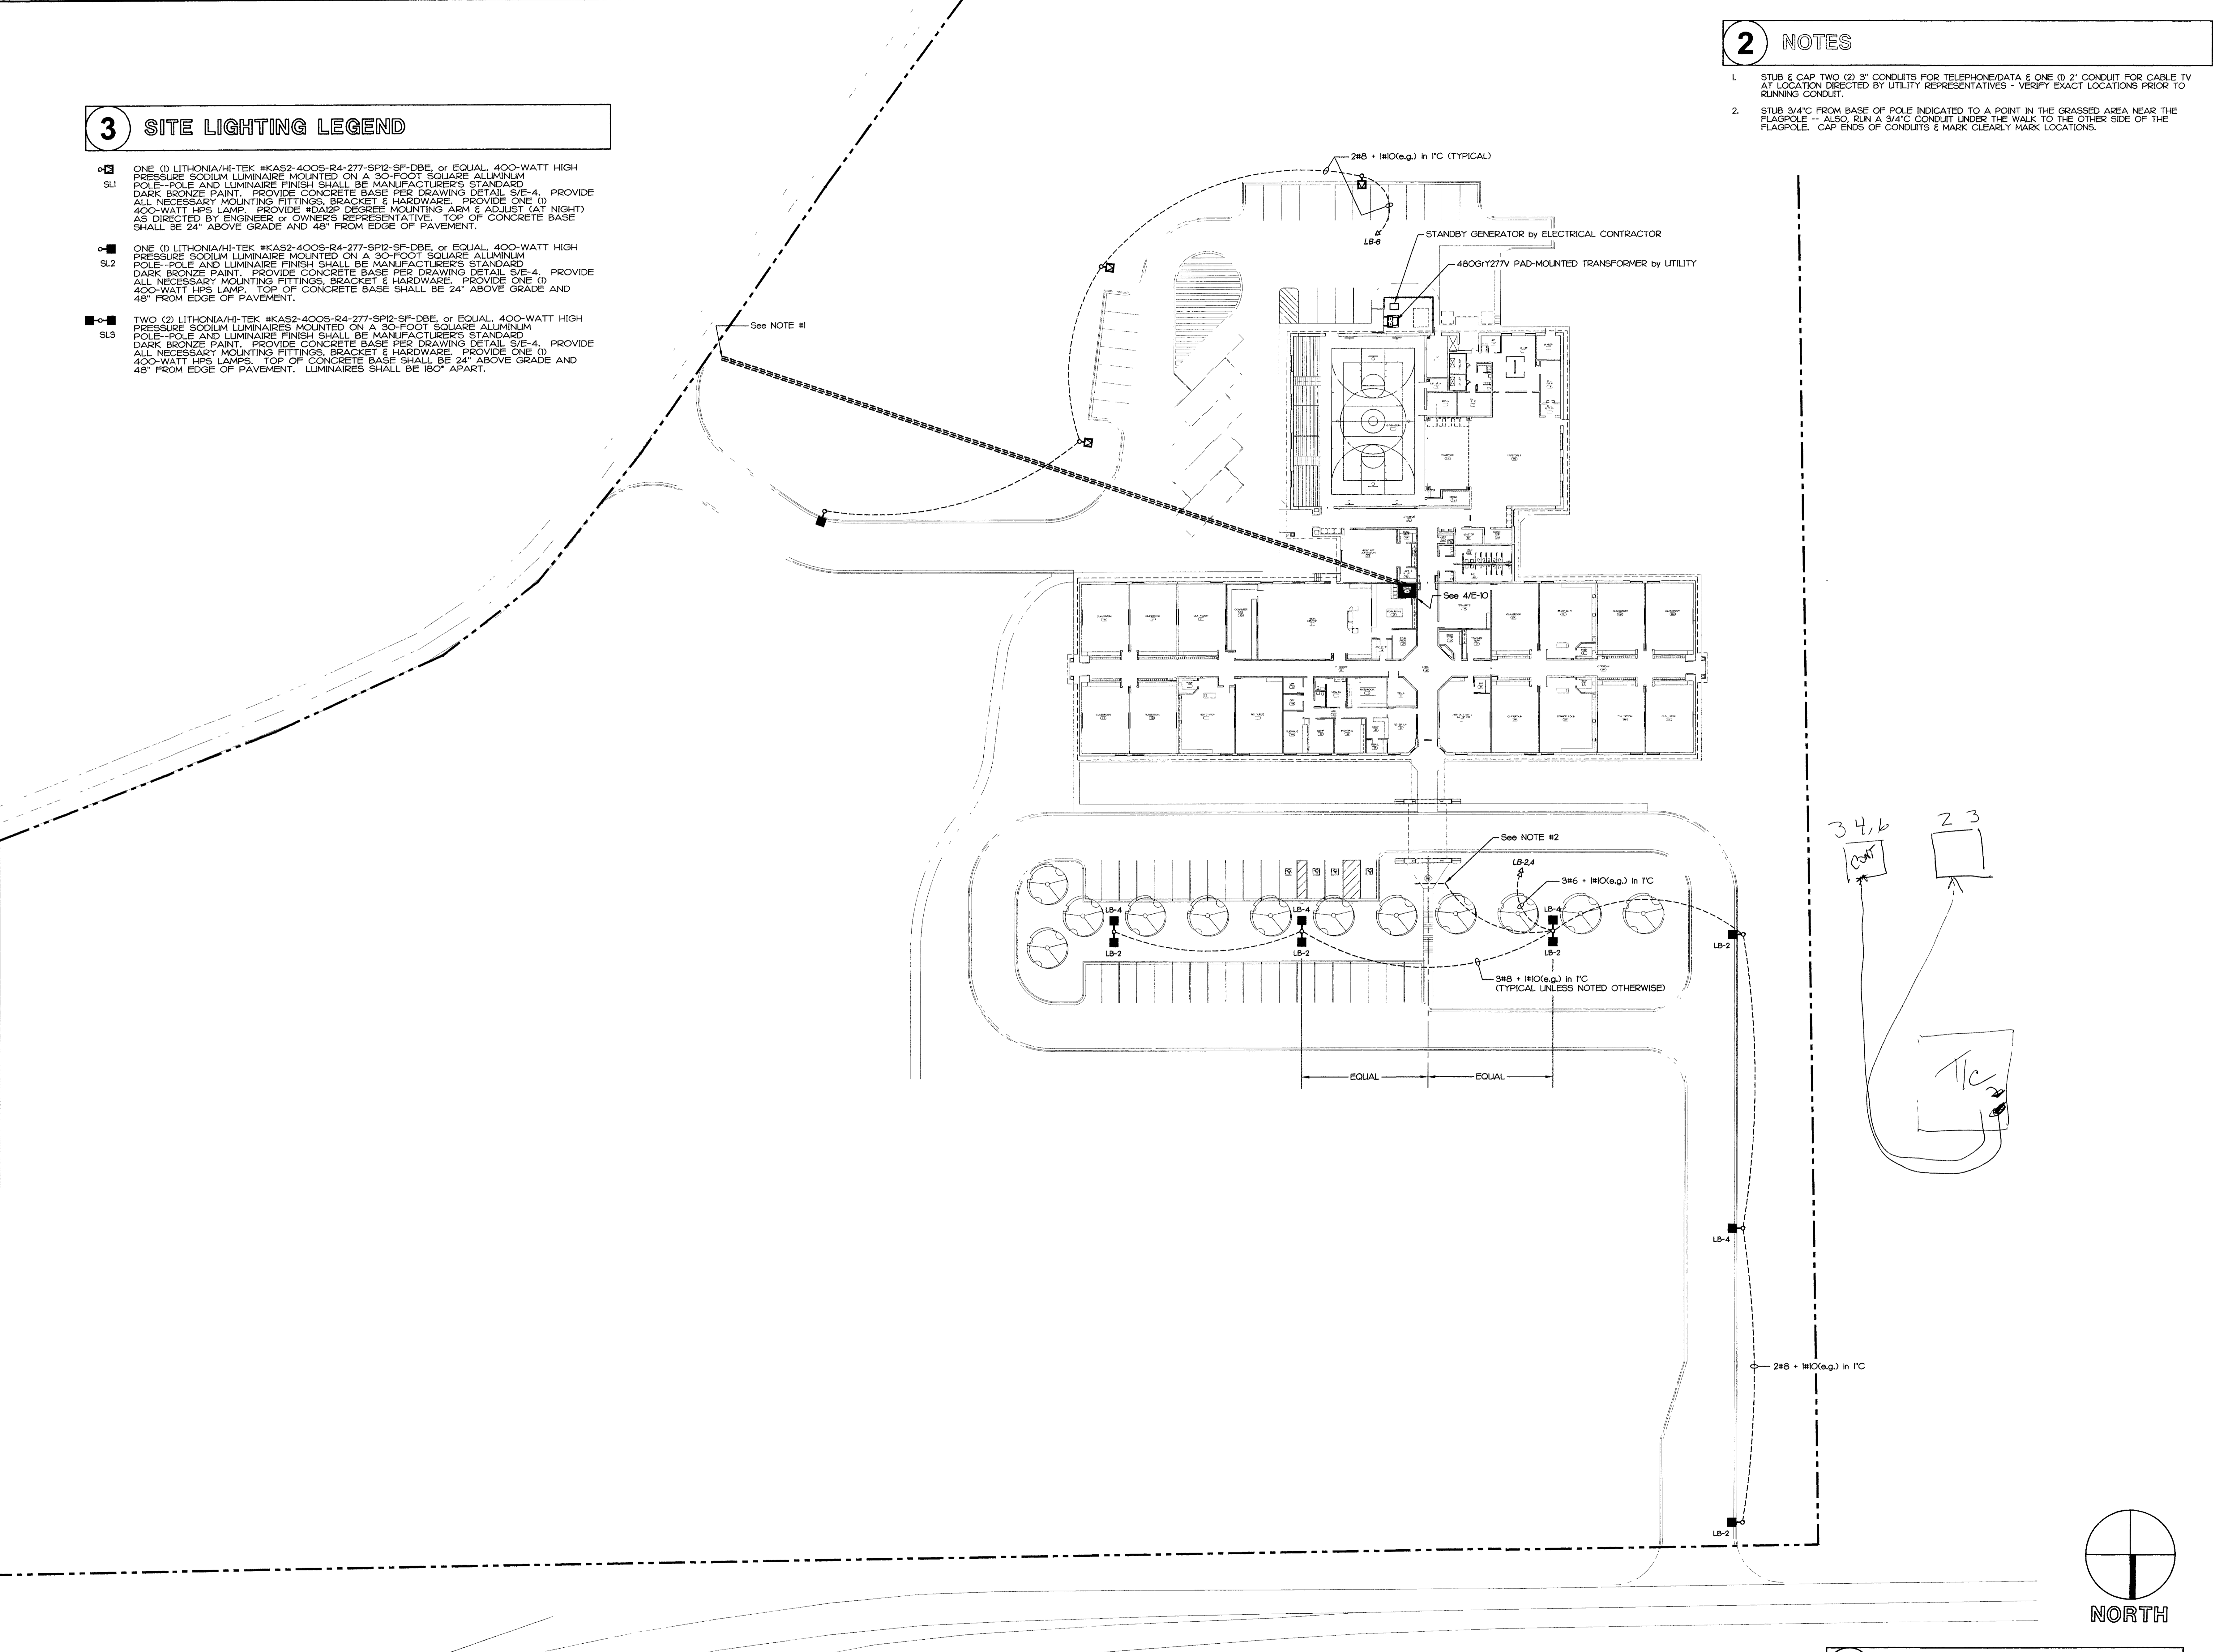 3 SITE LIGHTING LEGEND
ONE (1) LITHONIA/HI-TEK #KAS2-400S-R4-277-SP12-SF-DBE, or EQUAL, 400-WATT HIGH
PRESSURE SODIUM LUMINAIRE MOUNTED ON A 30-FOOT SQUARE ALUMINUM
SL1 POLE--POLE AND LUMINAIRE FINISH SHALL BE MANUFACTURER'S STANDARD
DARK BRONZE PAINT. PROVIDE CONCRETE BASE PER DRAWING DETAIL 5/E-4. PROVIDE
ALL NECESSARY MOUNTING FITTINGS, BRACKET & HARDWARE. PROVIDE ONE (1)
400-WATT HPS LAMP. PROVIDE #DA12P DEGREE MOUNTING ARM & ADJUST (AT NIGHT)
AS DIRECTED BY ENGINEER or OWNER'S REPRESENTATIVE. TOP OF CONCRETE BASE
SHALL BE 24" ABOVE GRADE AND 48" FROM EDGE OF PAVEMENT.
ONE (1) LITHONIA/HI-TEK #KAS2-400S-R4-277-SP12-SF-DBE, or EQUAL, 400-WATT HIGH
PRESSURE SODIUM LUMINAIRE MOUNTED ON A 30-FOOT SQUARE ALUMINUM
SL2 POLE--POLE AND LUMINAIRE FINISH SHALL BE MANUFACTURER'S STANDARD
DARK BRONZE PAINT. PROVIDE CONCRETE BASE PER DRAWING DETAIL 5/E-4. PROVIDE
ALL NECESSARY MOUNTING FITTINGS, BRACKET & HARDWARE. PROVIDE ONE (1)
400-WATT HPS LAMP. TOP OF CONCRETE BASE SHALL BE 24" ABOVE GRADE AND
48" FROM EDGE OF PAVEMENT.
TWO (2) LITHONIA/HI-TEK #KAS2-400S-R4-277-SP12-SF-DBE, or EQUAL, 400-WATT HIGH
PRESSURE SODIUM LUMINAIRES MOUNTED ON A 30-FOOT SQUARE ALUMINUM
SL3 POLE--POLE AND LUMINAIRE FINISH SHALL BE MANUFACTURER'S STANDARD
DARK BRONZE PAINT. PROVIDE CONCRETE BASE PER DRAWING DETAIL 5/E-4. PROVIDE
ALL NECESSARY MOUNTING FITTINGS, BRACKET & HARDWARE. PROVIDE ONE (1)
400-WATT HPS LAMPS. TOP OF CONCRETE BASE SHALL BE 24" ABOVE GRADE AND
48" FROM EDGE OF PAVEMENT. LUMINAIRES SHALL BE 180° APART.
2 NOTES
1. STUB & CAP TWO (2) 3" CONDUITS FOR TELEPHONE/DATA & ONE (1) 2" CONDUIT FOR CABLE TV
AT LOCATION DIRECTED BY UTILITY REPRESENTATIVES - VERIFY EXACT LOCATIONS PRIOR TO
RUNNING CONDUIT.
2. STUB 3/4"C FROM BASE OF POLE INDICATED TO A POINT IN THE GRASSED AREA NEAR THE
FLAGPOLE -- ALSO, RUN A 3/4"C CONDUIT UNDER THE WALK TO THE OTHER SIDE OF THE
FLAGPOLE. CAP ENDS OF CONDUITS & MARK CLEARLY MARK LOCATIONS.
2#8 + 1#10(e.g.) in 1"C (TYPICAL)
LB-6
STANDBY GENERATOR by ELECTRICAL CONTRACTOR
480GrY277V PAD-MOUNTED TRANSFORMER by UTILITY
See NOTE #1
See 4/E-10
See NOTE #2
LB-2,4
3#6 + 1#10(e.g.) in 1"C
LB-4
LB-4
LB-4
LB-2
LB-2
LB-2
LB-2
3#8 + 1#10(e.g.) in 1"C
(TYPICAL UNLESS NOTED OTHERWISE)
EQUAL
EQUAL
3 4,6
2 3
CONT
T/C
LB-4
2#8 + 1#10(e.g.) in 1"C
LB-2
NORTH